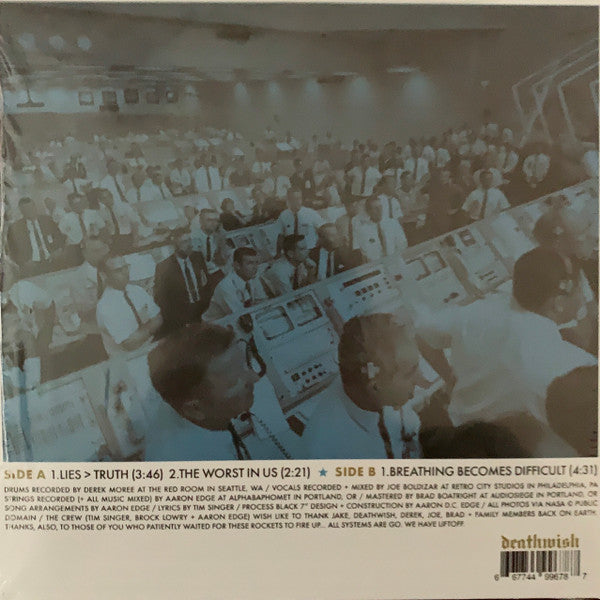 SIDE A 1.LIES > TRUTH (3:46) 2.THE WORST IN US (2:21) ★ SIDE B 1.BREATHING BECOMES DIFFICULT (4:31)
DRUMS RECORDED BY DEREK MOREE AT THE RED ROOM IN SEATTLE, WA / VOCALS RECORDED + MIXED BY JOE BOLDIZAR AT RETRO CITY STUDIOS IN PHILADELPHIA, PA
STRINGS RECORDED (+ ALL MUSIC MIXED) BY AARON EDGE AT ALPHABAPHOMET IN PORTLAND, OR / MASTERED BY BRAD BOATRIGHT AT AUDIOSIEGE IN PORTLAND, OR
SONG ARRANGEMENTS BY AARON EDGE / LYRICS BY TIM SINGER / PROCESS BLACK 7" DESIGN + CONSTRUCTION BY AARON D.C. EDGE / ALL PHOTOS VIA NASA © PUBLIC
DOMAIN / THE CREW (TIM SINGER, BROCK LOWRY + AARON EDGE) WISH LIKE TO THANK JAKE, DEATHWISH, DEREK, JOE, BRAD + FAMILY MEMBERS BACK ON EARTH.
THANKS, ALSO, TO THOSE OF YOU WHO PATIENTLY WAITED FOR THESE ROCKETS TO FIRE UP... ALL SYSTEMS ARE GO. WE HAVE LIFTOFF.
deathwish
6 67744 99678 7